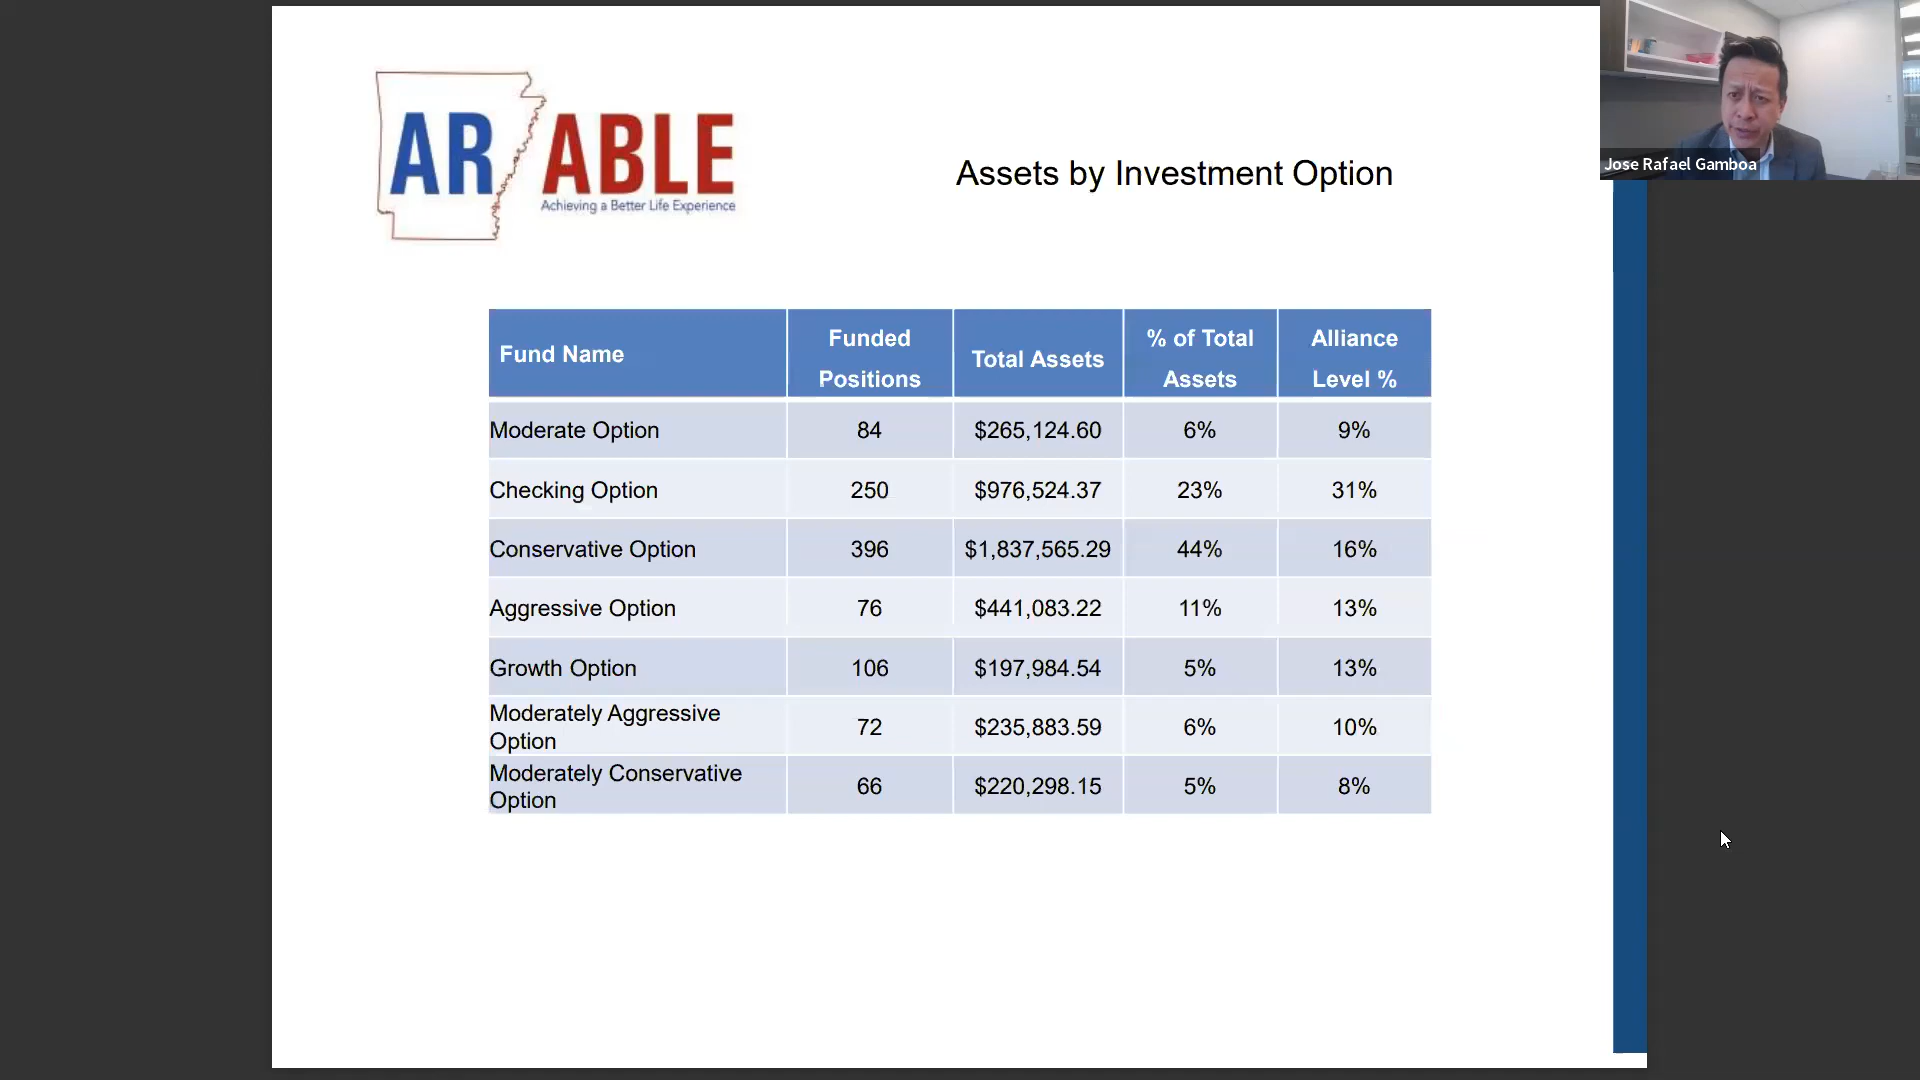 AR ABLE
Achieving a Better Life Experience
Assets by Investment Option
Jose Rafael Gamboa
Fund Name Funded Positions Total Assets % of Total Assets Alliance Level %
Moderate Option 84 $265,124.60 6% 9%
Checking Option 250 $976,524.37 23% 31%
Conservative Option 396 $1,837,565.29 44% 16%
Aggressive Option 76 $441,083.22 11% 13%
Growth Option 106 $197,984.54 5% 13%
Moderately Aggressive Option 72 $235,883.59 6% 10%
Moderately Conservative Option 66 $220,298.15 5% 8%